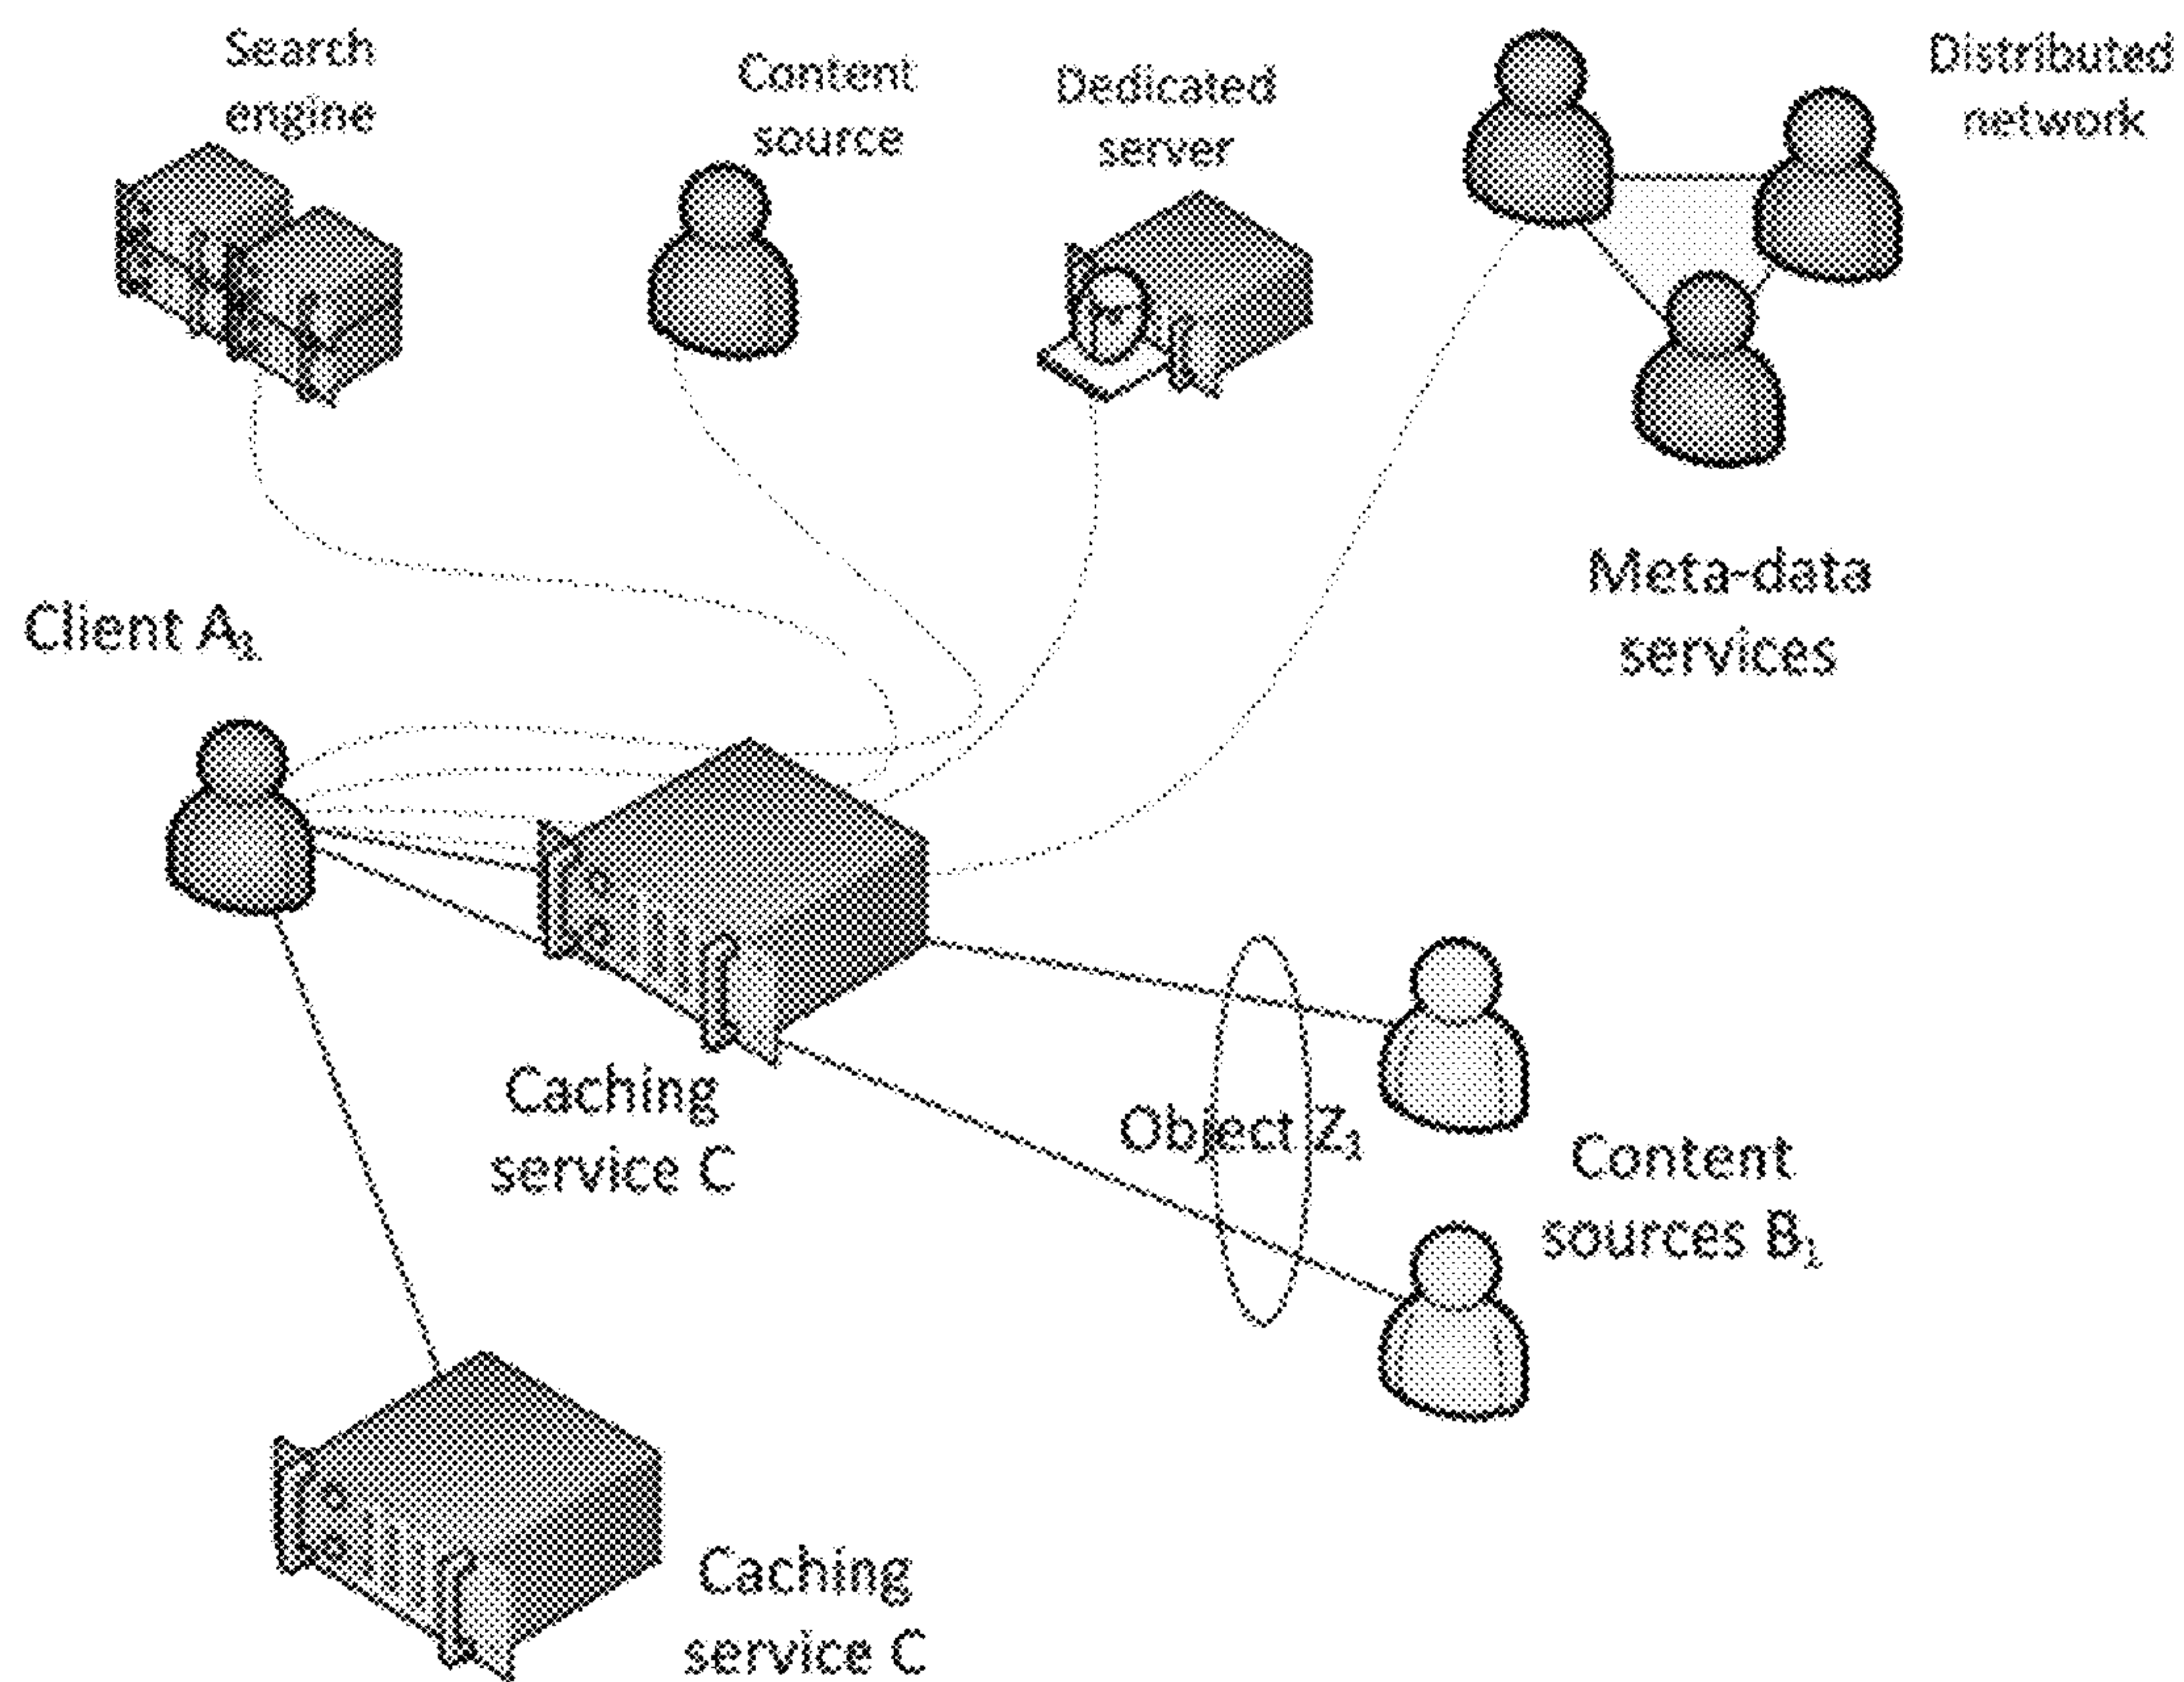 Search
engine
Content
source
Dedicated
server
Distributed
network
Meta-data
services
Client A₁
Caching
service C
Object Z₁
Content
sources B₁
Caching
service C